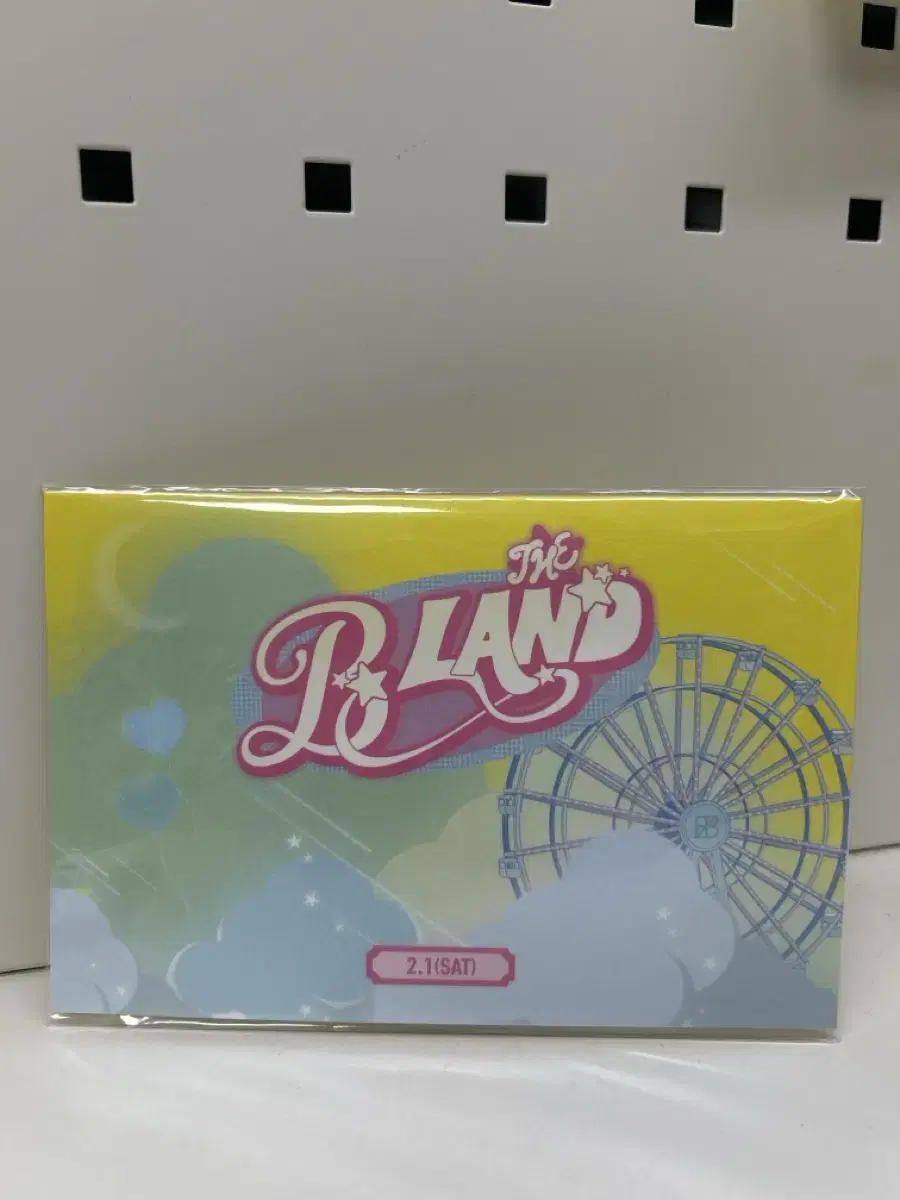 THE
B LAND
2.1(SAT)